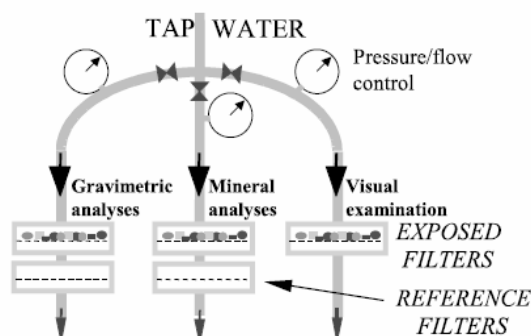 TAP WATER
Pressure/flow
control
Gravimetric
analyses
Mineral
analyses
Visual
examination
EXPOSED
FILTERS
REFERENCE
FILTERS